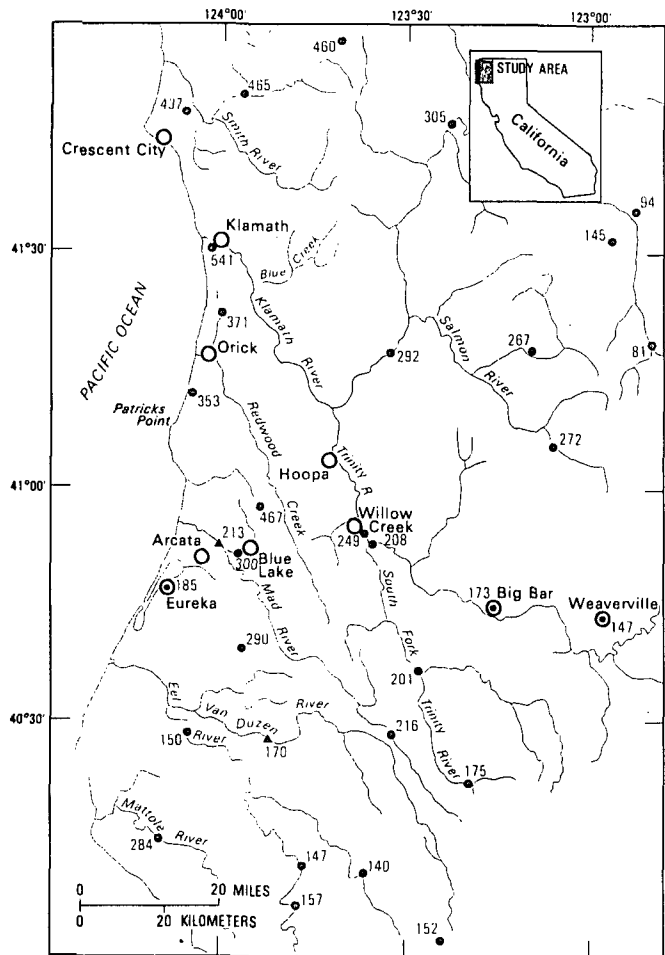 124°00'
123°30'
123°00'
460
465
437
STUDY AREA
California
305
Smith River
Crescent City
94
145
Klamath
541
41°30'
Blue Creek
Klamath River
371
Orick
PACIFIC OCEAN
Salmon River
267
292
81
353
Patricks Point
Redwood Creek
272
Hoopa
Trinity R
41°00'
467
Willow Creek
249
208
213
Arcata
300
Blue Lake
185
Eureka
Mad River
173 Big Bar
Weaverville
147
290
South Fork Trinity River
201
Eel River
Van Duzen River
40°30'
150
170
216
175
Mattole River
284
147
140
157
152
0 20 MILES
0 20 KILOMETERS